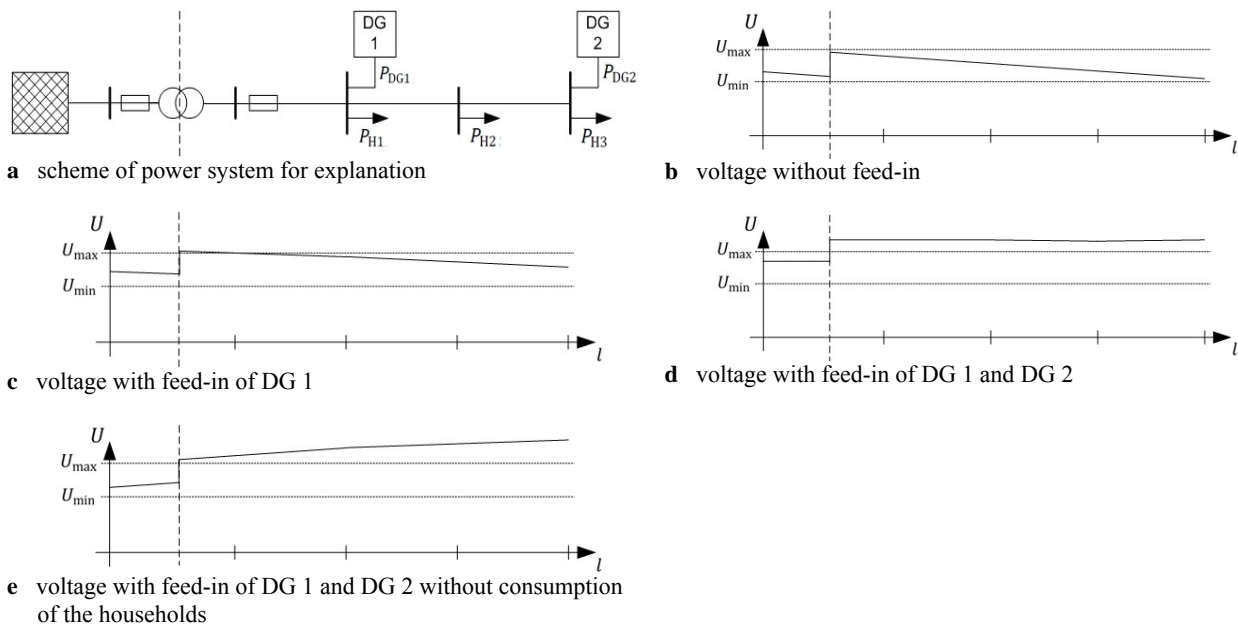 DG
1
DG
2
P_DG1
P_DG2
P_H1
P_H2
P_H3
a scheme of power system for explanation
U
U_max
U_min
l
b voltage without feed-in
U
U_max
U_min
l
c voltage with feed-in of DG 1
U
U_max
U_min
l
d voltage with feed-in of DG 1 and DG 2
U
U_max
U_min
l
e voltage with feed-in of DG 1 and DG 2 without consumption
of the households